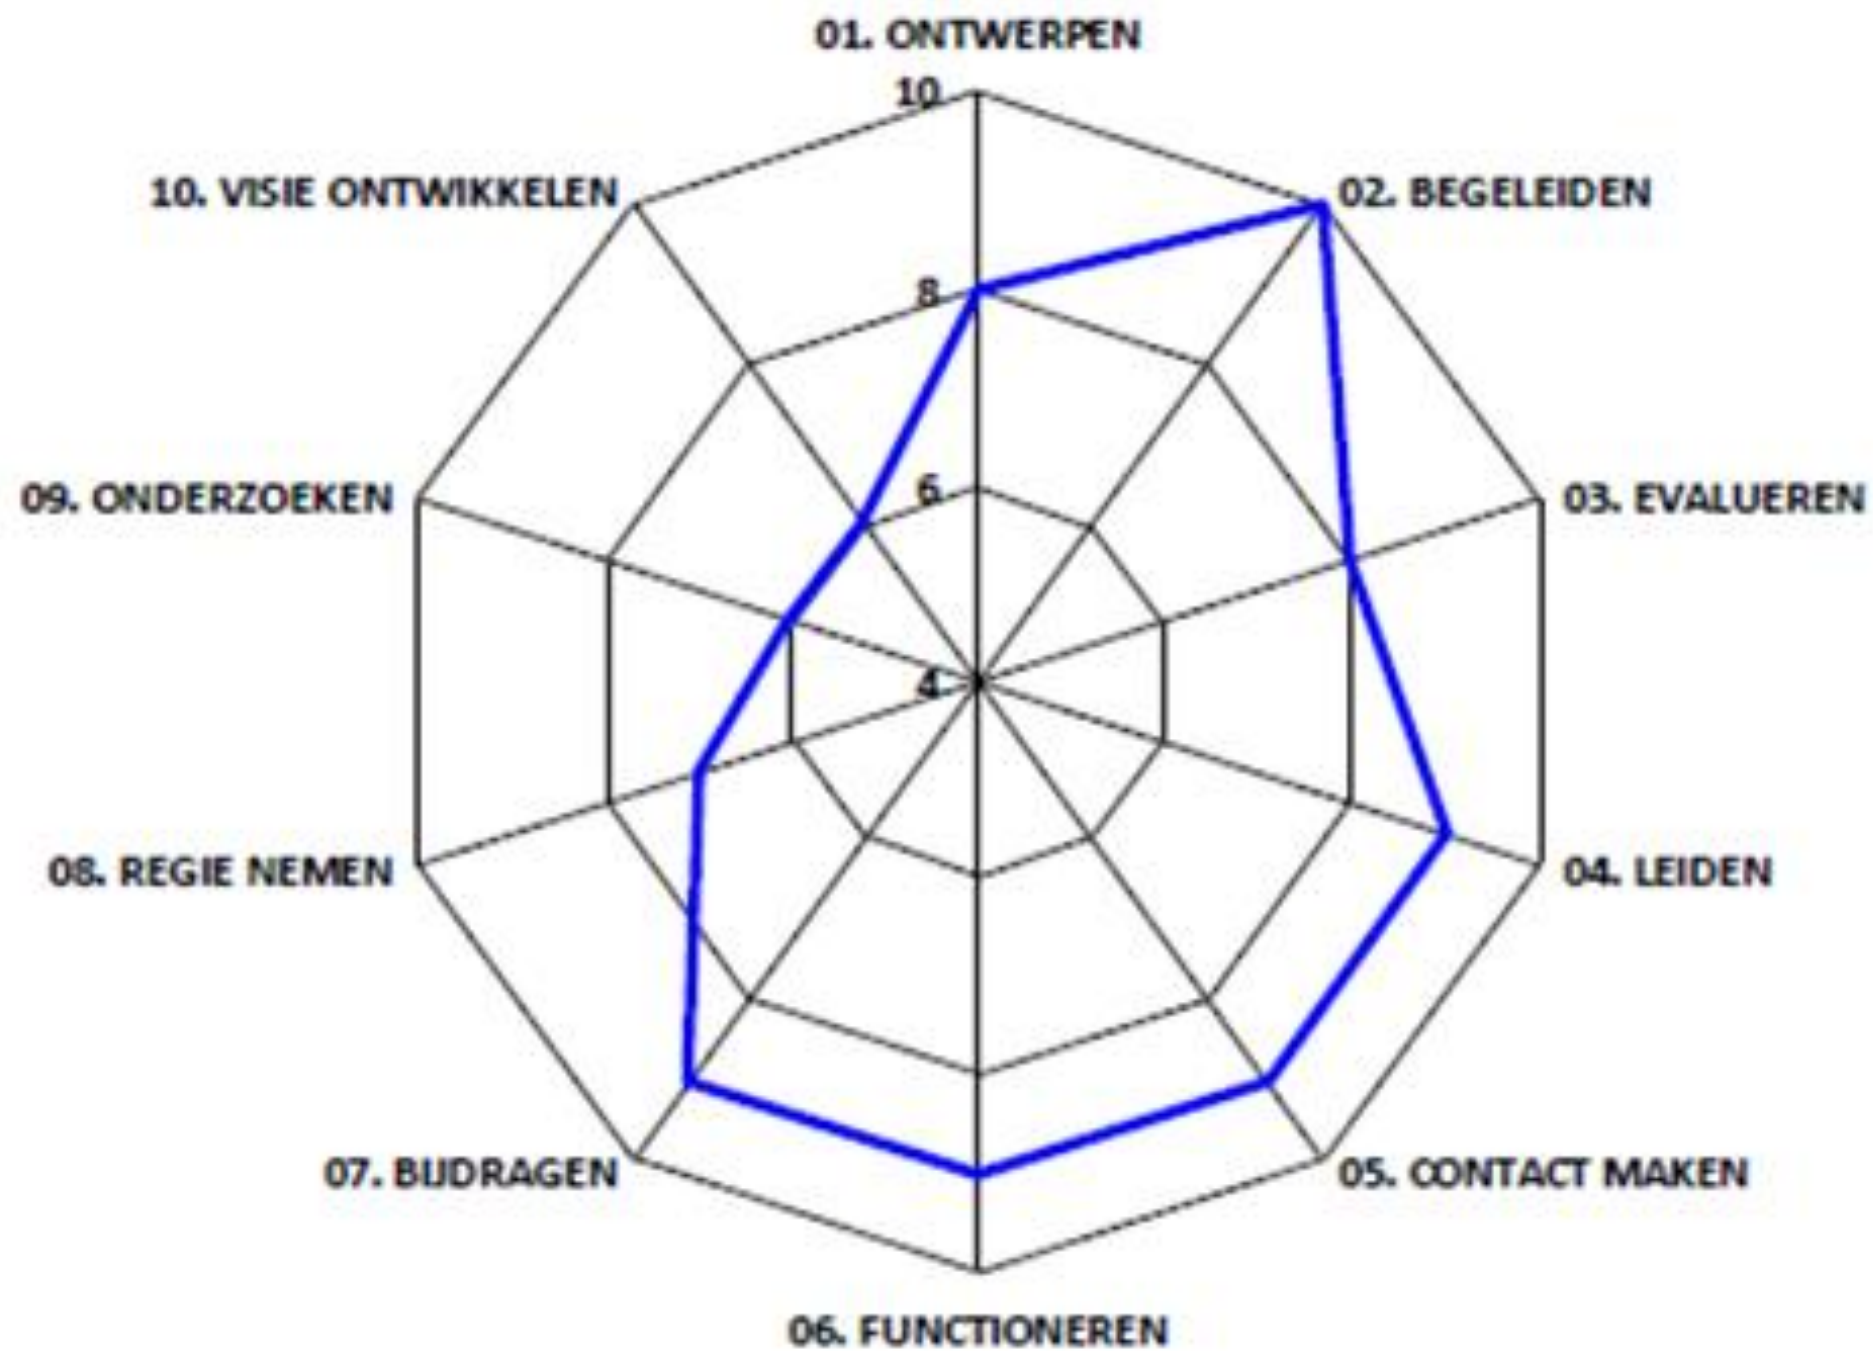 01. ONTWERPEN
10
10. VISIE ONTWIKKELEN
02. BEGELEIDEN
8
6
09. ONDERZOEKEN
03. EVALUEREN
4
08. REGIE NEMEN
04. LEIDEN
07. BIJDRAGEN
05. CONTACT MAKEN
06. FUNCTIONEREN